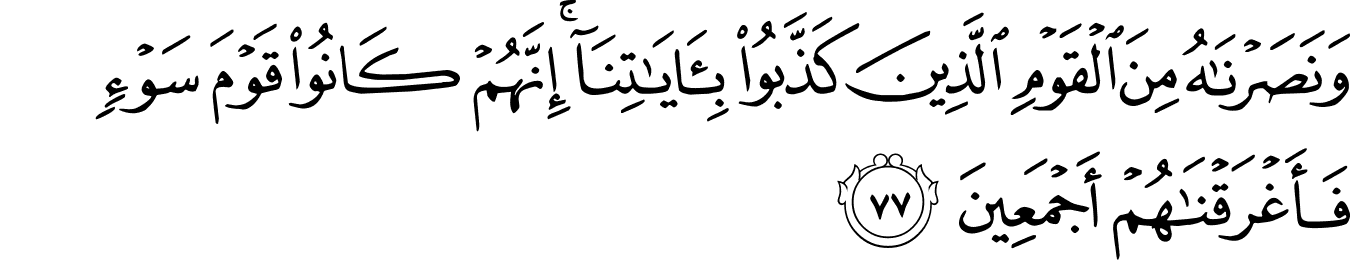 وَنَصَرْنَٰهُ مِنَ ٱلْقَوْمِ ٱلَّذِينَ كَذَّبُوا۟ بِـَٔايَٰتِنَآ ۚ إِنَّهُمْ كَانُوا۟ قَوْمَ سَوْءٍۢ
فَأَغْرَقْنَٰهُمْ أَجْمَعِينَ ٧٧